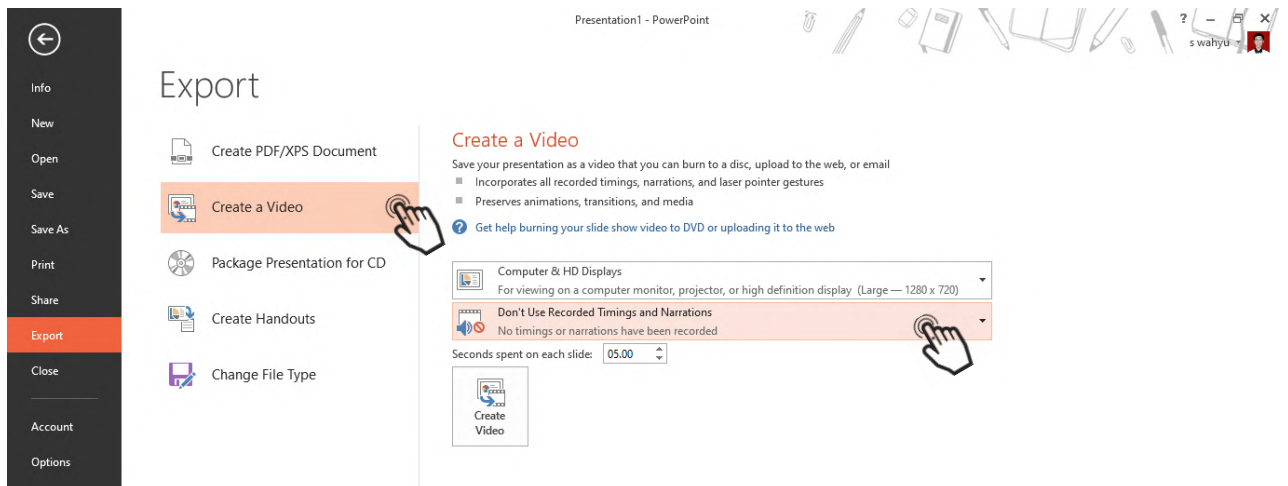 Presentation1 - PowerPoint
? – X
s wahyu
Info
New
Open
Save
Save As
Print
Share
Export
Close
Account
Options
Export
Create PDF/XPS Document
Create a Video
Package Presentation for CD
Create Handouts
Change File Type
Create a Video
Save your presentation as a video that you can burn to a disc, upload to the web, or email
Incorporates all recorded timings, narrations, and laser pointer gestures
Preserves animations, transitions, and media
? Get help burning your slide show video to DVD or uploading it to the web
Computer & HD Displays
For viewing on a computer monitor, projector, or high definition display (Large — 1280 x 720)
Don't Use Recorded Timings and Narrations
No timings or narrations have been recorded
Seconds spent on each slide: 05.00
Create
Video